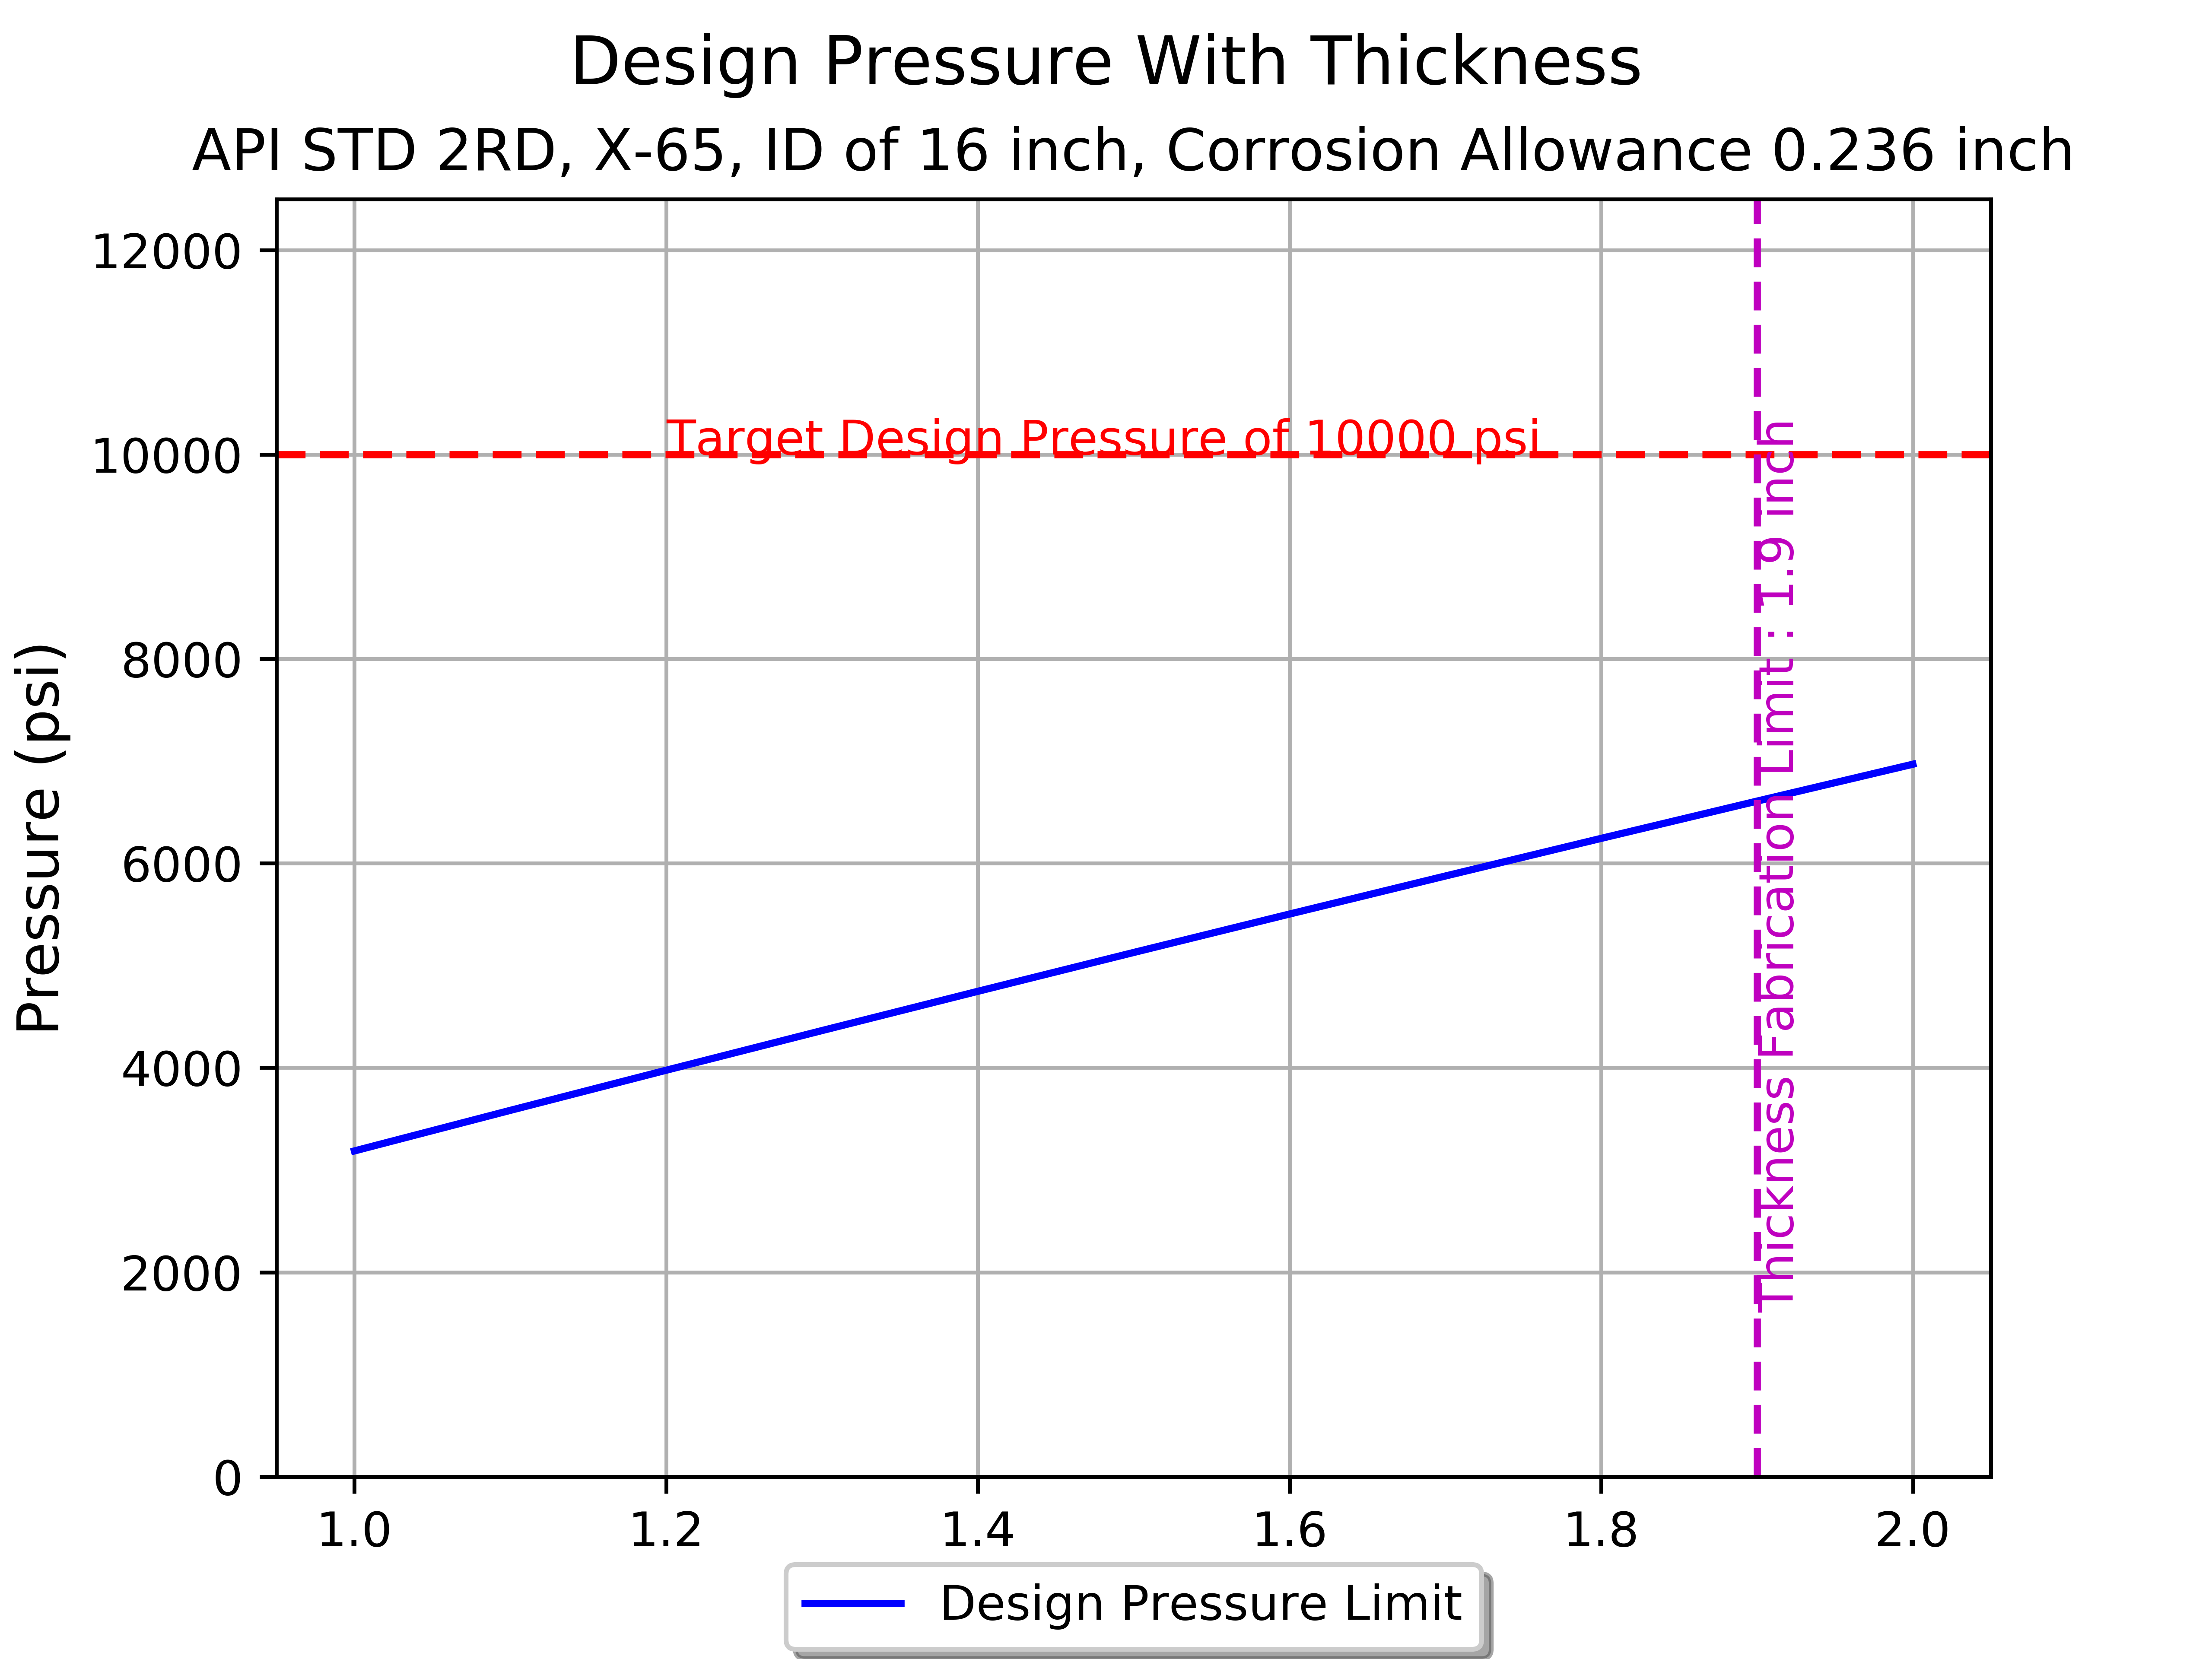 Design Pressure With Thickness
API STD 2RD, X-65, ID of 16 inch, Corrosion Allowance 0.236 inch
12000
10000
8000
6000
4000
2000
0
Pressure (psi)
Target Design Pressure of 10000 psi
Thickness Fabrication Limit : 1.9 inch
1.0 1.2 1.4 1.6 1.8 2.0
Design Pressure Limit